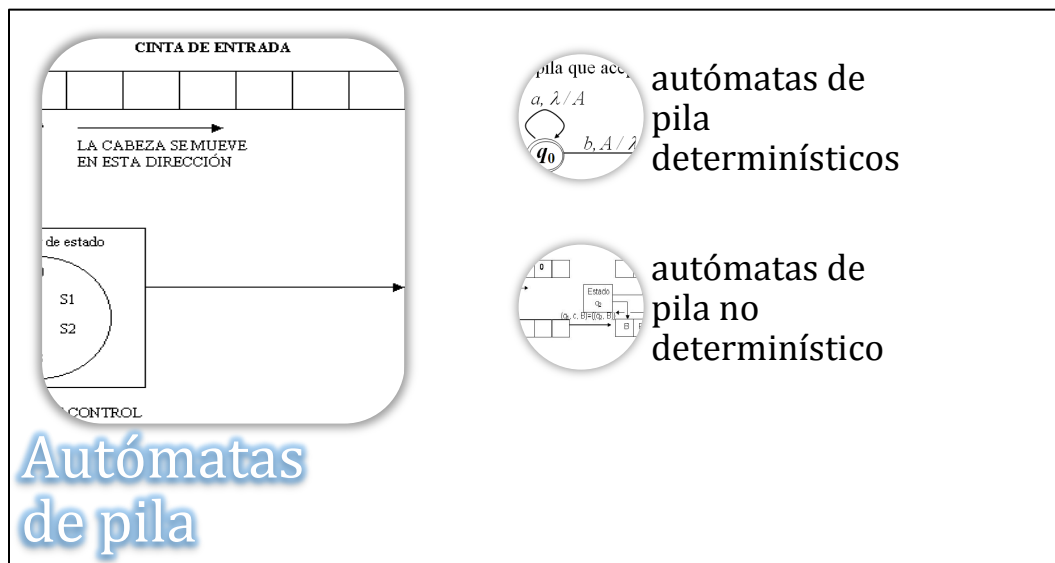 CINTA DE ENTRADA
LA CABEZA SE MUEVE
EN ESTA DIRECCIÓN
de estado
S1
S2
CONTROL
Autómatas
de pila
pila que
a, λ / A
q₀
b, A / λ
autómatas de
pila
determinísticos
0
Estado
q₂
B
autómatas de
pila no
determinístico